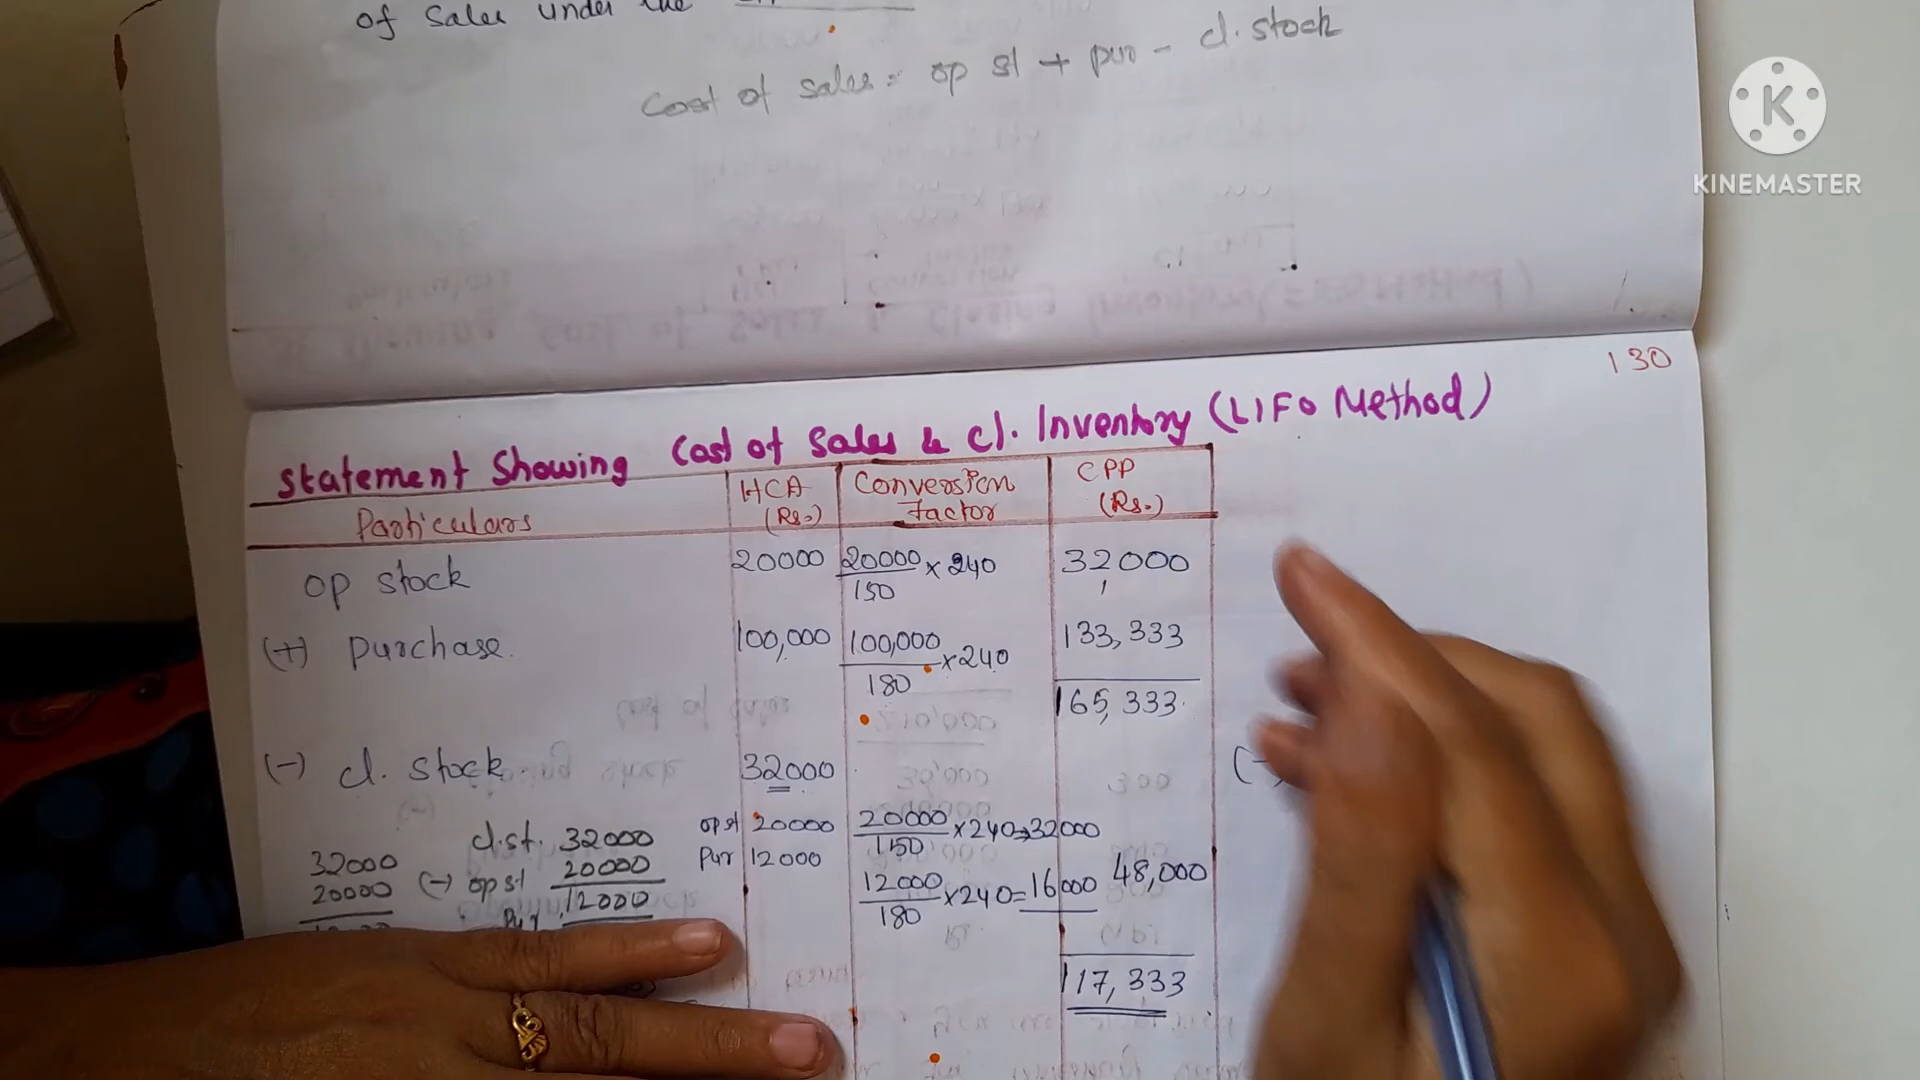 of Sales under the
Cost of sales = op st + pur - cl. stock
KINEMASTER
130
Statement Showing Cost of Sales & Cl. Inventory (LIFO Method)
Particulars HCA (Rs.) Conversion Factor CPP (Rs.)
op stock 20000 20000/150 × 240 32000
(+) Purchase. 100,000 100,000/180 × 240 133,333
165,333
(-) cl. stock 32000
cl.st. 32000 op st 20000 20000/150 × 240 = 32000
32000 20000 (-) op st 20000 Pur 12000 12000/180 × 240 = 16000 48,000
Pur 12000
117,333